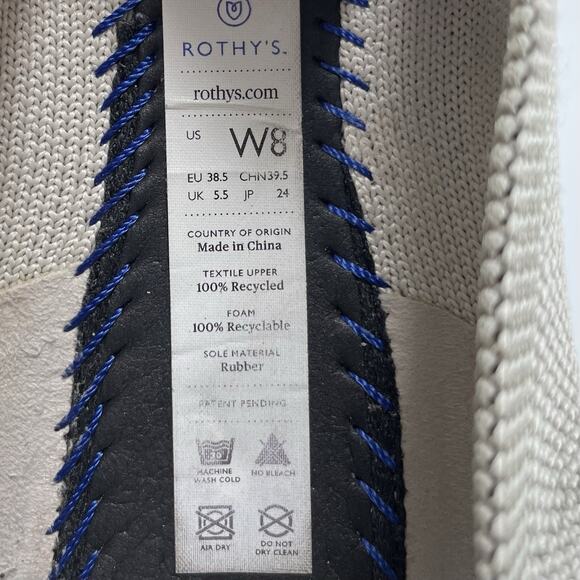 ROTHY'S™
rothys.com
US W8
EU 38.5 CHN39.5
UK 5.5 JP 24
COUNTRY OF ORIGIN
Made in China
TEXTILE UPPER
100% Recycled
FOAM
100% Recyclable
SOLE MATERIAL
Rubber
PATENT PENDING
30
MACHINE
WASH COLD
NO BLEACH
AIR DRY
DO NOT
DRY CLEAN